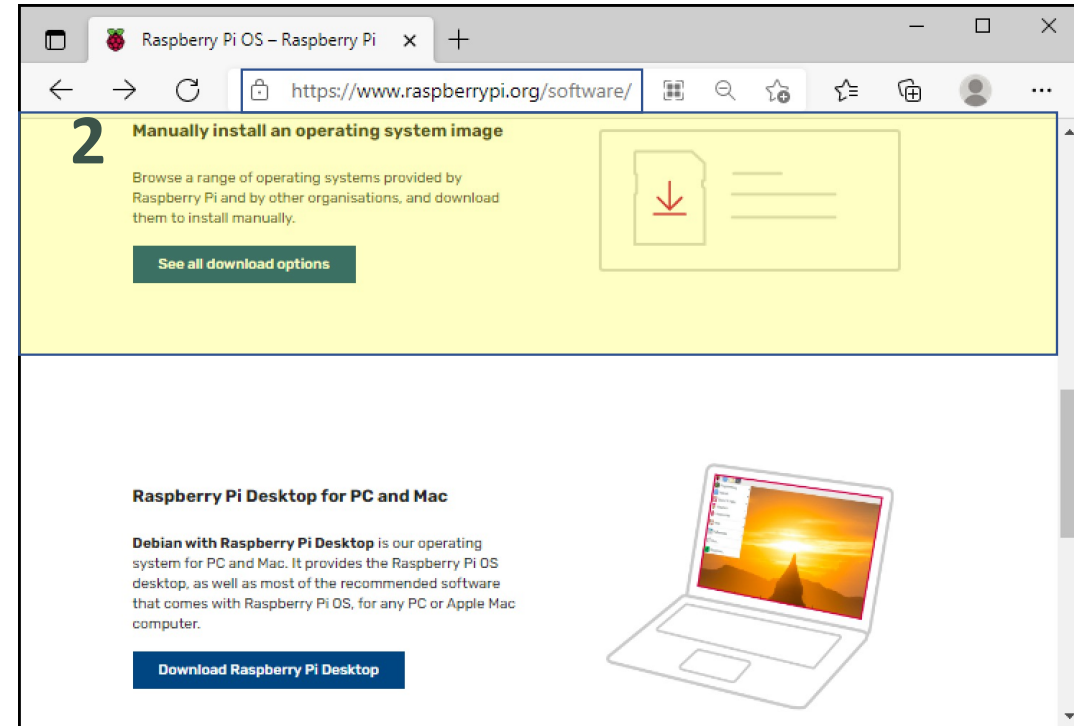 Raspberry Pi OS – Raspberry Pi
https://www.raspberrypi.org/software/
2
Manually install an operating system image
Browse a range of operating systems provided by
Raspberry Pi and by other organisations, and download
them to install manually.
See all download options
Raspberry Pi Desktop for PC and Mac
Debian with Raspberry Pi Desktop is our operating
system for PC and Mac. It provides the Raspberry Pi OS
desktop, as well as most of the recommended software
that comes with Raspberry Pi OS, for any PC or Apple Mac
computer.
Download Raspberry Pi Desktop